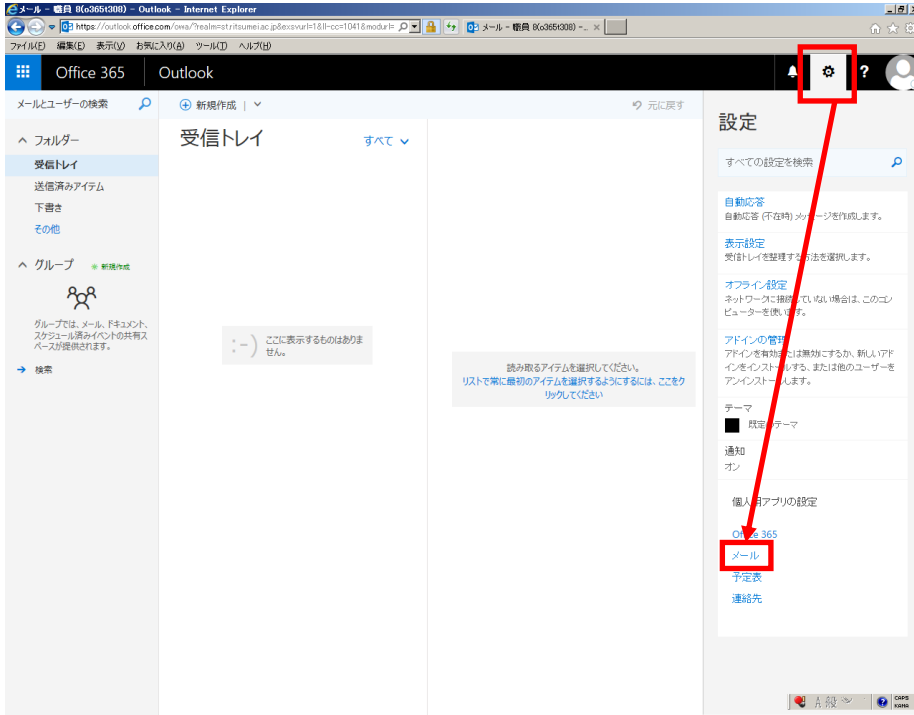 メール - 職員 8(o365t308) - Outlook - Internet Explorer
https://outlook.office.com/owa/?realm=st.ritsumei.ac.jp&exsvurl=1&ll-cc=1041&modurl=
メール - 職員 8(o365t308) -...
ファイル(F) 編集(E) 表示(V) お気に入り(A) ツール(T) ヘルプ(H)
Office 365 Outlook
?
メールとユーザーの検索
新規作成
元に戻す
フォルダー
受信トレイ
送信済みアイテム
下書き
その他
グループ
新規作成
グループでは、メール、ドキュメント、
スケジュール済みイベントの共有ス
ペースが提供されます。
検索
受信トレイ
すべて
:-) ここに表示するものはありま
せん。
読み取るアイテムを選択してください。
リストで常に最初のアイテムを選択するようにするには、ここをク
リックしてください
設定
すべての設定を検索
自動応答
自動応答 (不在時) メッセージを作成します。
表示設定
受信トレイを整理する方法を選択します。
オフライン設定
ネットワークに接続していない場合は、このコン
ピューターを使います。
アドインの管理
アドインを有効または無効にするか、新しいアド
インをインストールする、または他のユーザーを
アンインストールします。
テーマ
既定のテーマ
通知
オン
個人用アプリの設定
Office 365
メール
予定表
連絡先
A 般
CAPS
KANA